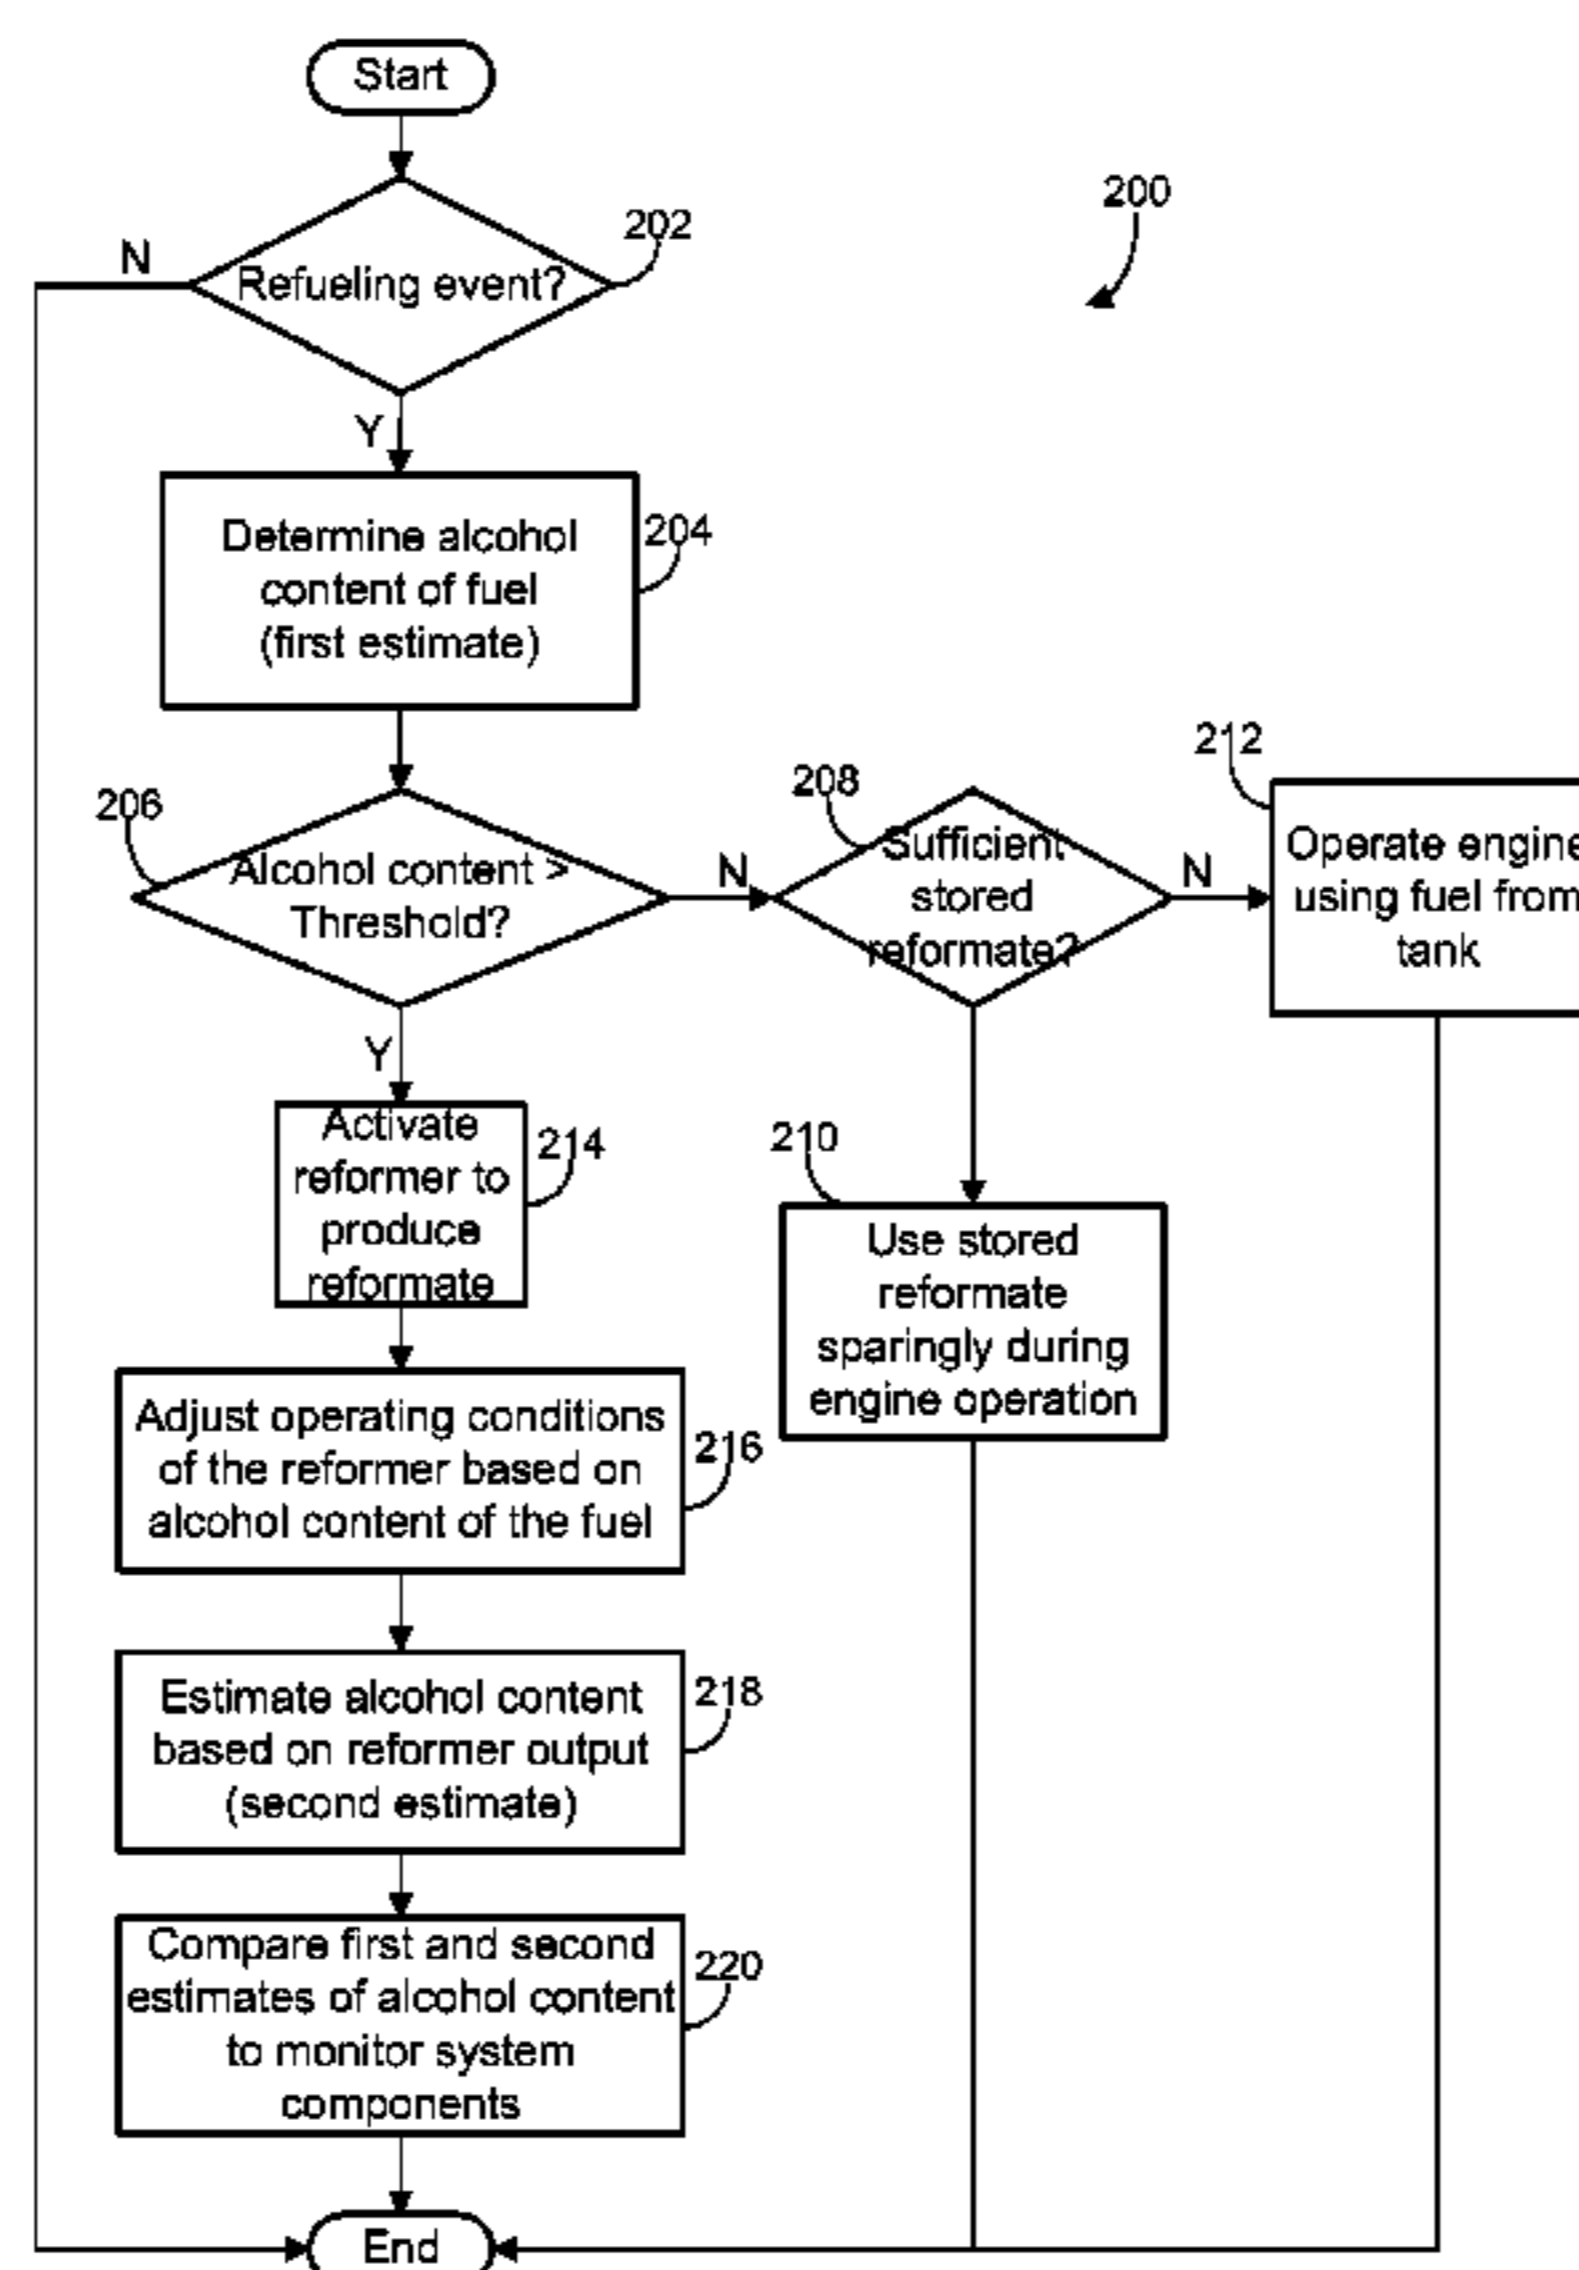 Start
200
202
N
Refueling event?
Y
Determine alcohol
content of fuel
(first estimate)
204
206
Alcohol content >
Threshold?
N
208
Sufficient
stored
reformate?
N
212
Operate engine
using fuel from
tank
Y
Activate
reformer to
produce
reformate
214
210
Use stored
reformate
sparingly during
engine operation
Adjust operating conditions
of the reformer based on
alcohol content of the fuel
216
Estimate alcohol content
based on reformer output
(second estimate)
218
Compare first and second
estimates of alcohol content
to monitor system
components
220
End